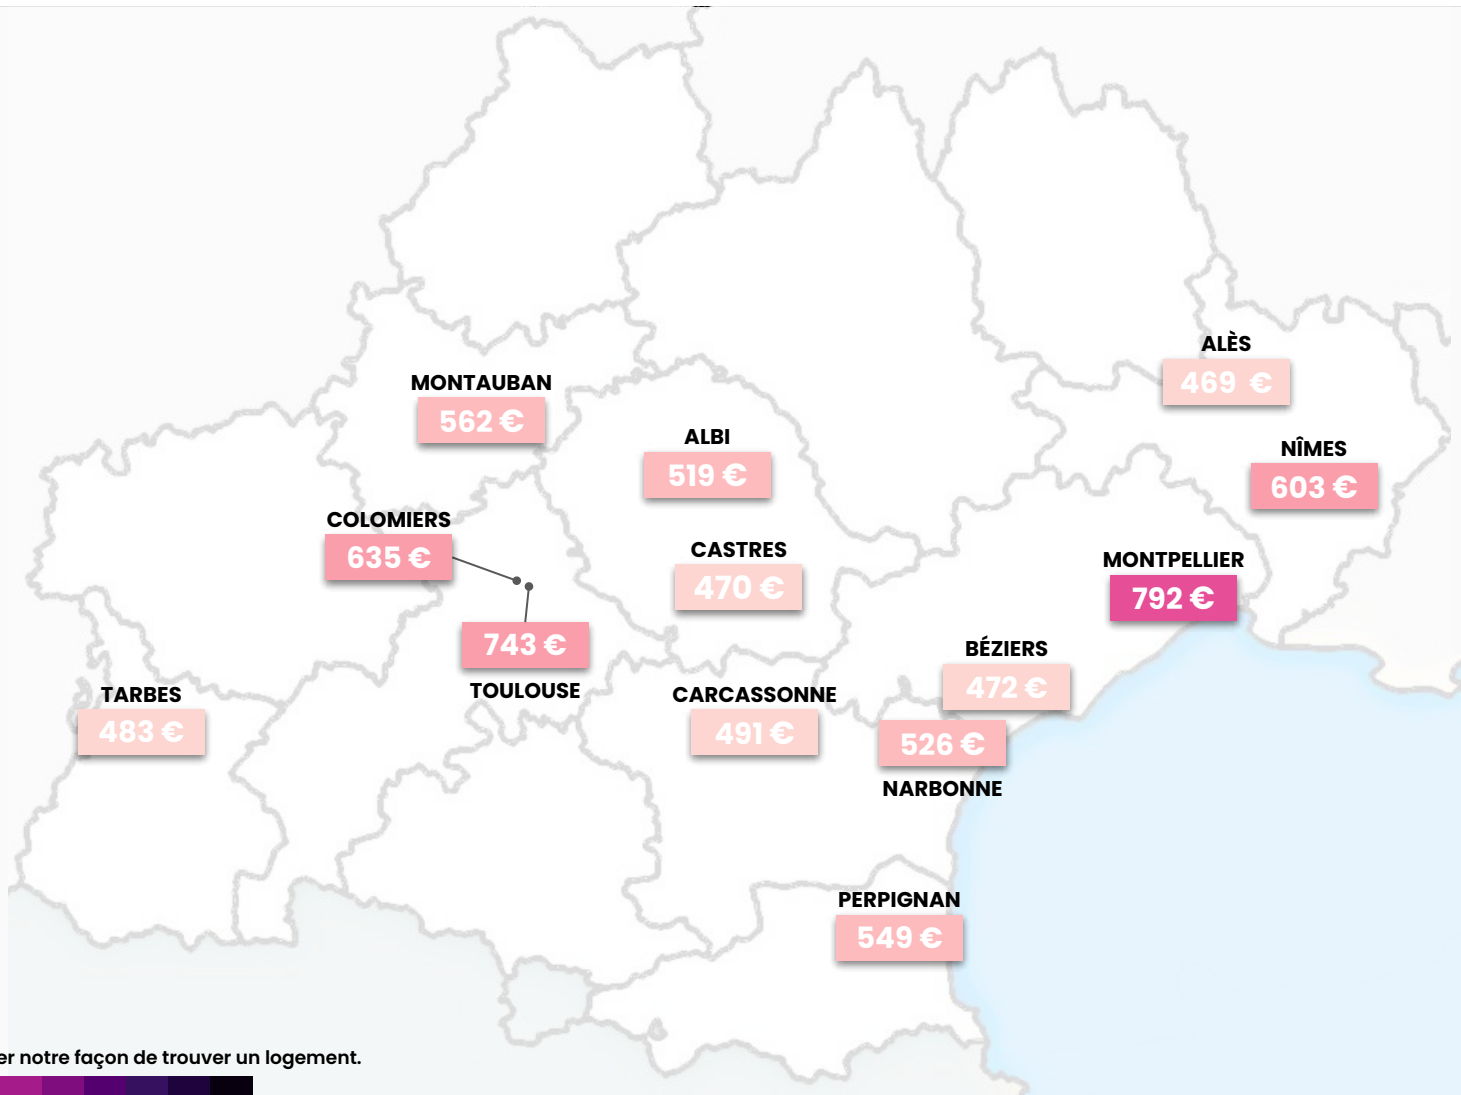 ALÈS
469 €
MONTAUBAN
562 €
ALBI
519 €
NÎMES
603 €
COLOMIERS
635 €
CASTRES
470 €
MONTPELLIER
792 €
743 €
TOULOUSE
BÉZIERS
472 €
TARBES
483 €
CARCASSONNE
491 €
526 €
NARBONNE
PERPIGNAN
549 €
er notre façon de trouver un logement.